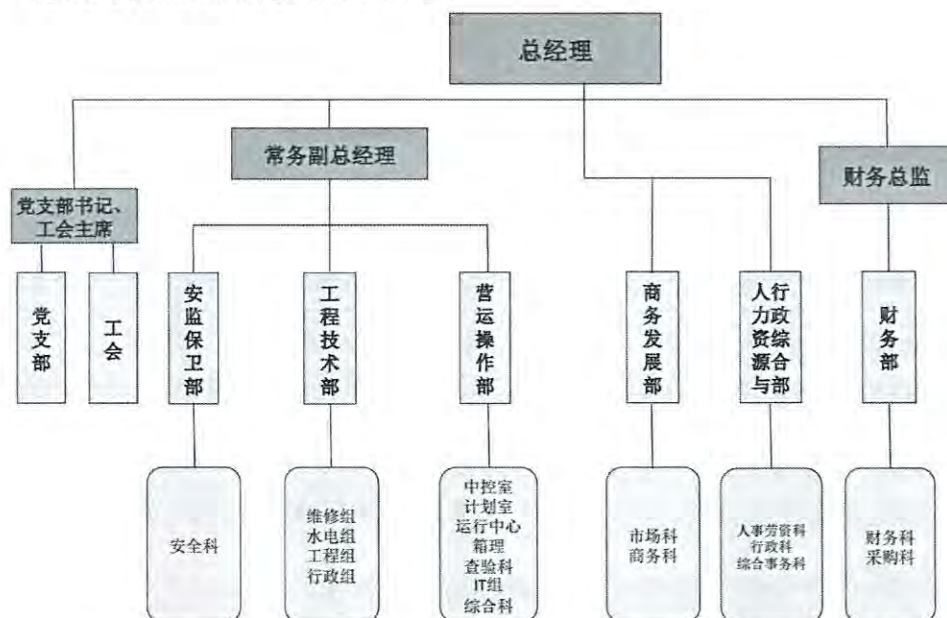 总经理
常务副总经理
财务总监
党支部书记、
工会主席
党支部
工会
安监保卫部
工程技术部
营运操作部
商务发展部
人力资源与
行政综合部
财务部
安全科
维修组
水电组
工程组
行政组
中控室
计划室
运行中心
箱理
查验科
IT组
综合科
市场科
商务科
人事劳资科
行政科
综合事务科
财务科
采购科